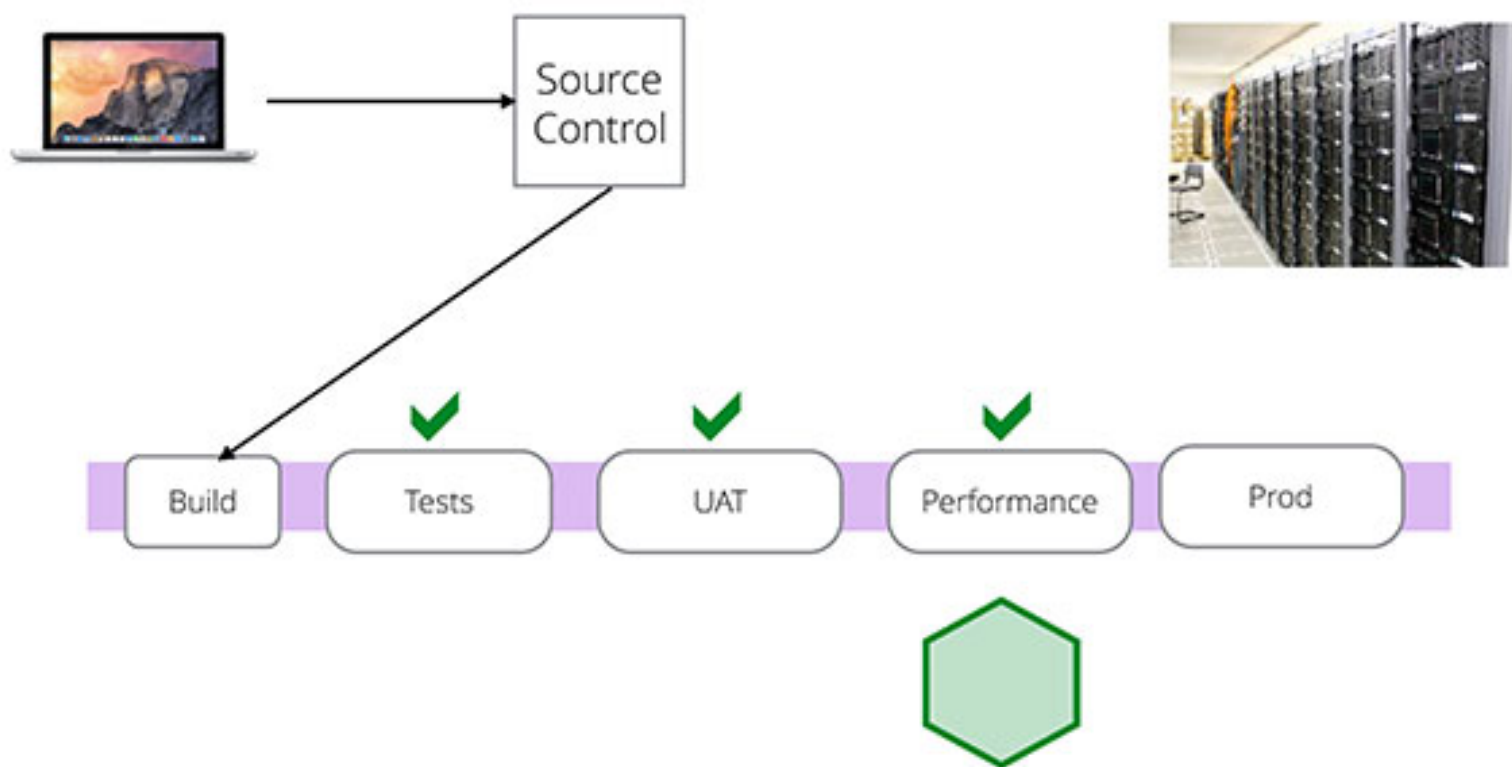 Source
Control
Build
Tests
UAT
Performance
Prod